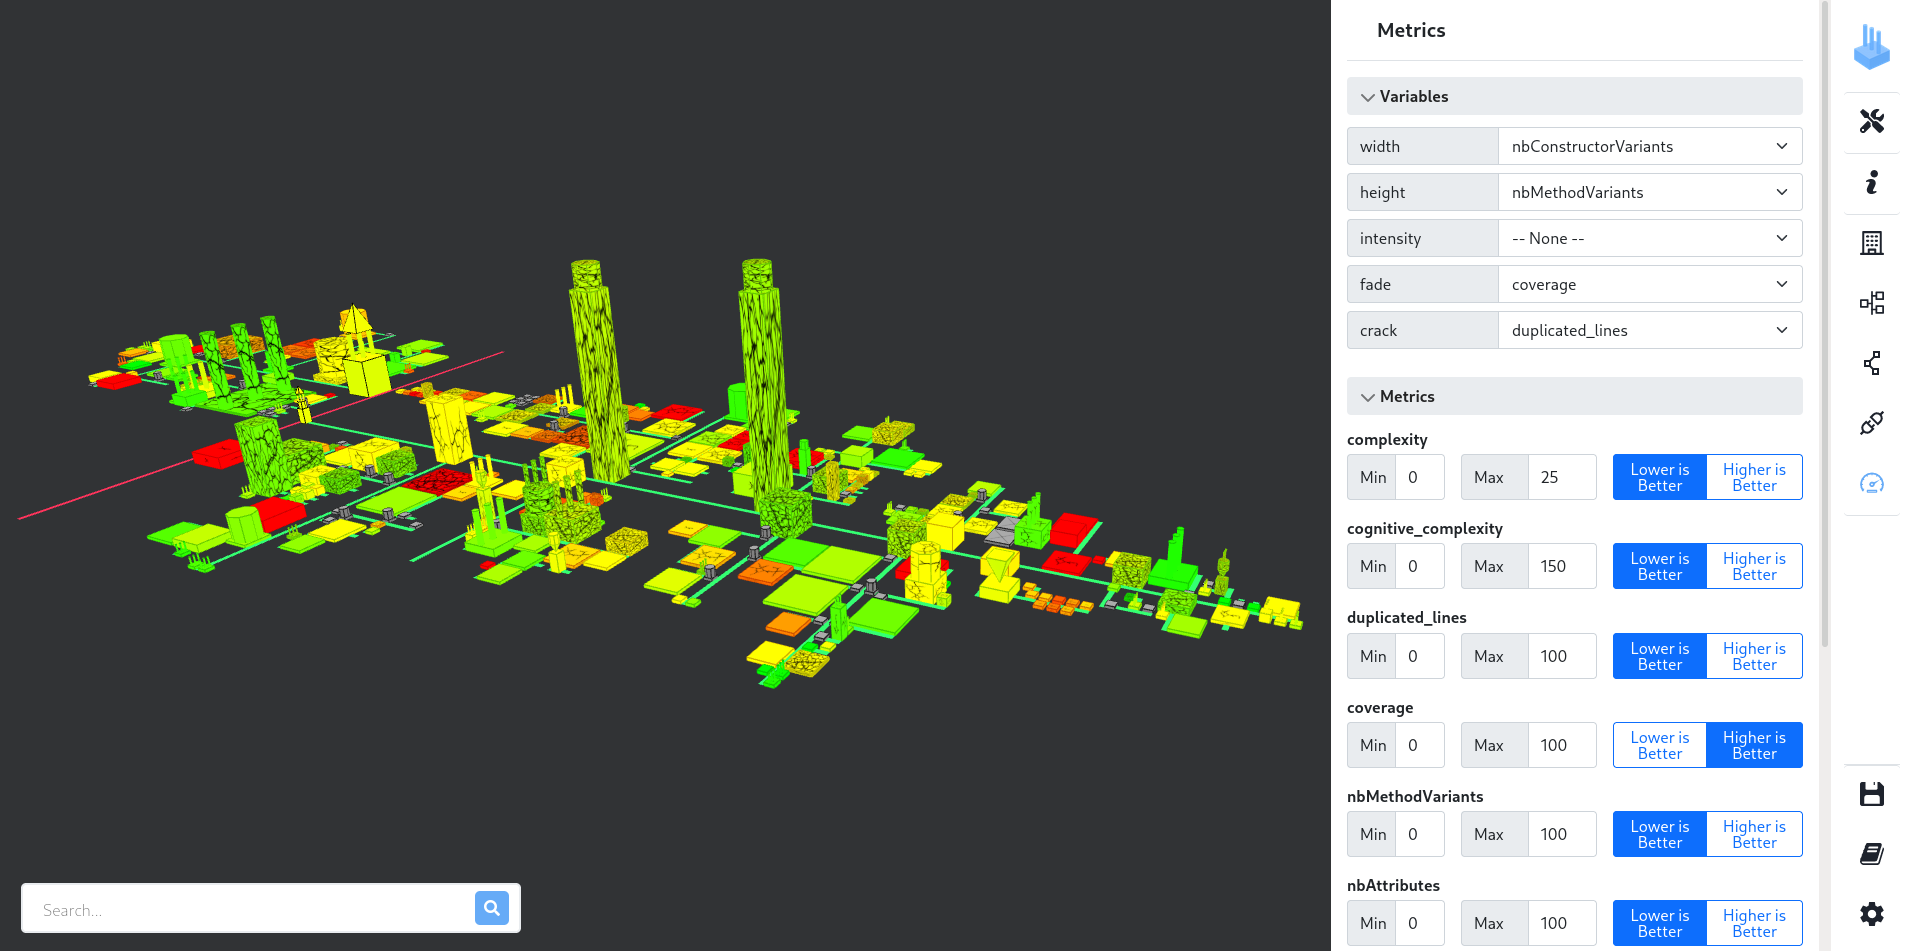 Metrics
Variables
width nbConstructorVariants
height nbMethodVariants
intensity -- None --
fade coverage
crack duplicated_lines
Metrics
complexity
Min 0 Max 25 Lower is Better Higher is Better
cognitive_complexity
Min 0 Max 150 Lower is Better Higher is Better
duplicated_lines
Min 0 Max 100 Lower is Better Higher is Better
coverage
Min 0 Max 100 Lower is Better Higher is Better
nbMethodVariants
Min 0 Max 100 Lower is Better Higher is Better
nbAttributes
Min 0 Max 100 Lower is Better Higher is Better
Search...